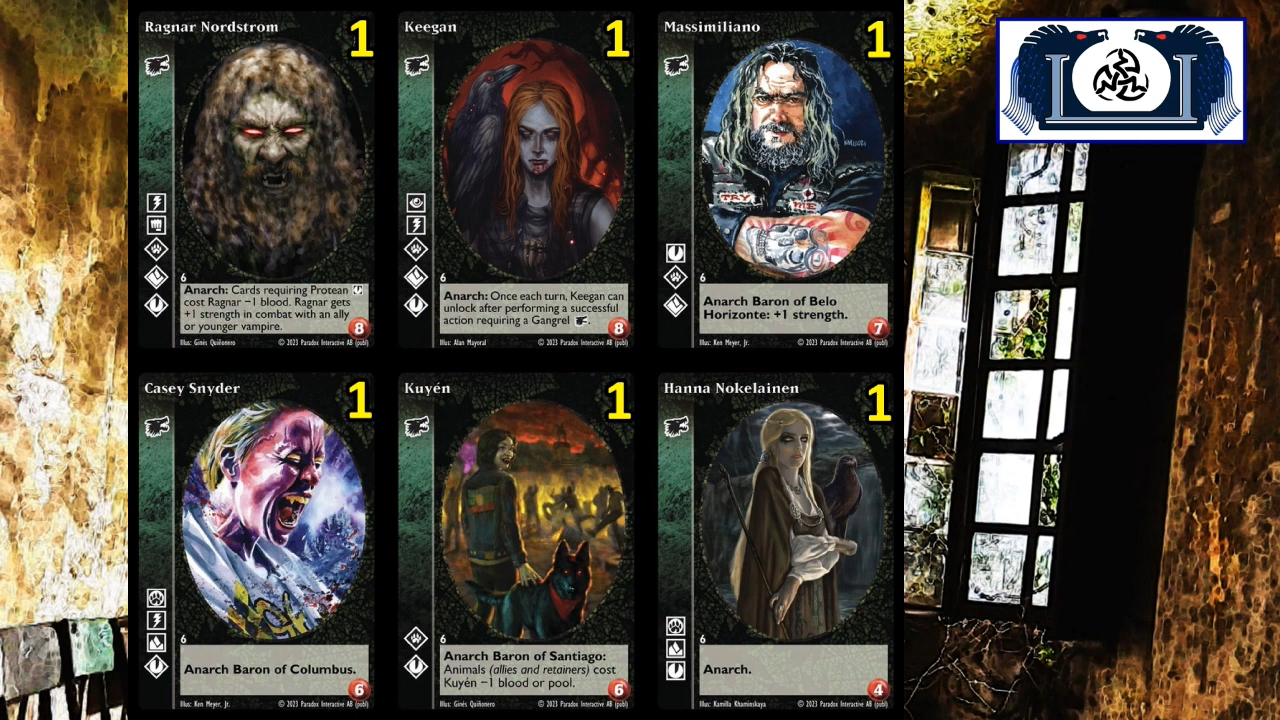 Ragnar Nordstrom
1
6
Anarch: Cards requiring Protean
cost Ragnar −1 blood. Ragnar gets
+1 strength in combat with an ally
or younger vampire.
8
Illus: Ginés Quiñonero © 2023 Paradox Interactive AB (publ)
Keegan
1
Anarch: Once each turn, Keegan can
unlock after performing a successful
action requiring a Gangrel .
8
Illus: Alan Mayoral © 2023 Paradox Interactive AB (publ)
Massimiliano
1
TRY
ME
6
Anarch Baron of Belo
Horizonte: +1 strength.
7
Illus: Ken Meyer, Jr. © 2023 Paradox Interactive AB (publ)
Casey Snyder
1
6
Anarch Baron of Columbus.
6
Illus: Ken Meyer, Jr. © 2023 Paradox Interactive AB (publ)
Kuyén
1
6
Anarch Baron of Santiago:
Animals (allies and retainers) cost
Kuyén −1 blood or pool.
6
Illus: Ginés Quiñonero © 2023 Paradox Interactive AB (publ)
Hanna Nokelainen
1
6
Anarch.
4
Illus: Kamilla Khaminskaya © 2023 Paradox Interactive AB (publ)